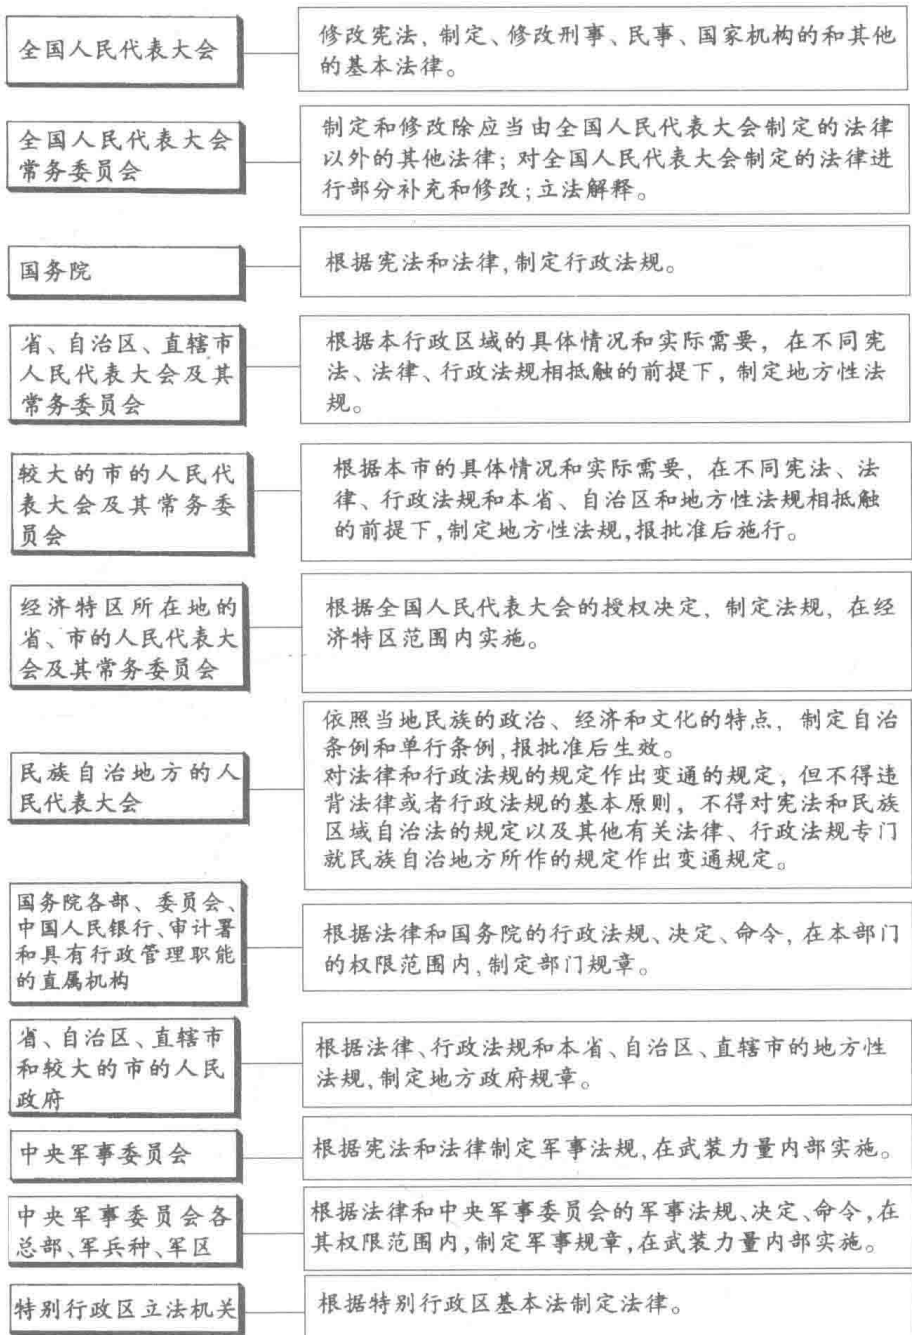 全国人民代表大会
修改宪法, 制定、修改刑事、民事、国家机构的和其他
的基本法律。
全国人民代表大会
常务委员会
制定和修改除应当由全国人民代表大会制定的法律
以外的其他法律; 对全国人民代表大会制定的法律进
行部分补充和修改;立法解释。
国务院
根据宪法和法律,制定行政法规。
省、自治区、直辖市
人民代表大会及其
常务委员会
根据本行政区域的具体情况和实际需要, 在不同宪
法、法律、行政法规相抵触的前提下, 制定地方性法
规。
较大的市的人民代
表大会及其常务委
员会
根据本市的具体情况和实际需要, 在不同宪法、法
律、行政法规和本省、自治区和地方性法规相抵触
的前提下,制定地方性法规,报批准后施行。
经济特区所在地的
省、市的人民代表大
会及其常务委员会
根据全国人民代表大会的授权决定, 制定法规, 在经
济特区范围内实施。
民族自治地方的人
民代表大会
依照当地民族的政治、经济和文化的特点, 制定自治
条例和单行条例,报批准后生效。
对法律和行政法规的规定作出变通的规定, 但不得违
背法律或者行政法规的基本原则, 不得对宪法和民族
区域自治法的规定以及其他有关法律、行政法规专门
就民族自治地方所作的规定作出变通规定。
国务院各部、委员会、
中国人民银行、审计署
和具有行政管理职能
的直属机构
根据法律和国务院的行政法规、决定、命令, 在本部门
的权限范围内,制定部门规章。
省、自治区、直辖市
和较大的市的人民
政府
根据法律、行政法规和本省、自治区、直辖市的地方性
法规,制定地方政府规章。
中央军事委员会
根据宪法和法律制定军事法规,在武装力量内部实施。
中央军事委员会各
总部、军兵种、军区
根据法律和中央军事委员会的军事法规、决定、命令,在
其权限范围内,制定军事规章,在武装力量内部实施。
特别行政区立法机关
根据特别行政区基本法制定法律。